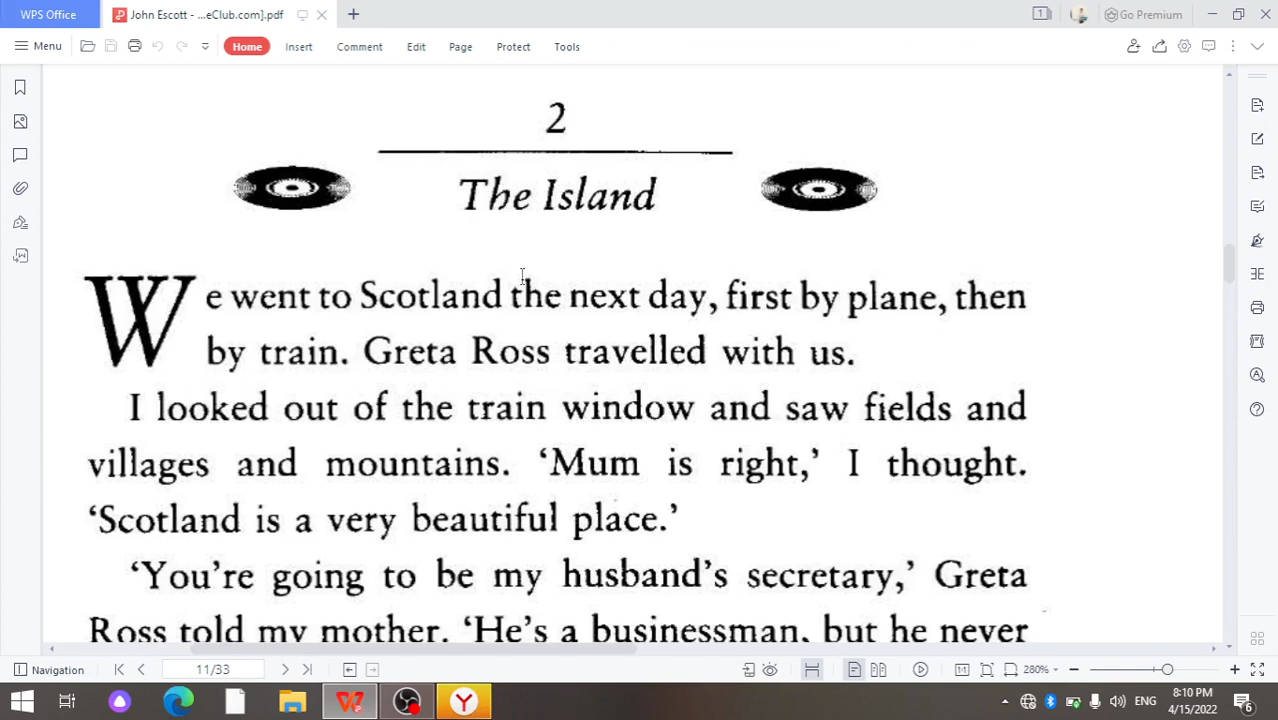 WPS Office
John Escott - ...eClub.com].pdf
Go Premium
Menu
Home
Insert
Comment
Edit
Page
Protect
Tools
2
The Island
We went to Scotland the next day, first by plane, then
by train. Greta Ross travelled with us.
I looked out of the train window and saw fields and
villages and mountains. ‘Mum is right,’ I thought.
‘Scotland is a very beautiful place.’
‘You’re going to be my husband’s secretary,’ Greta
Ross told my mother. ‘He’s a businessman, but he never
Navigation
11/33
280%
ENG
8:10 PM
4/15/2022
6